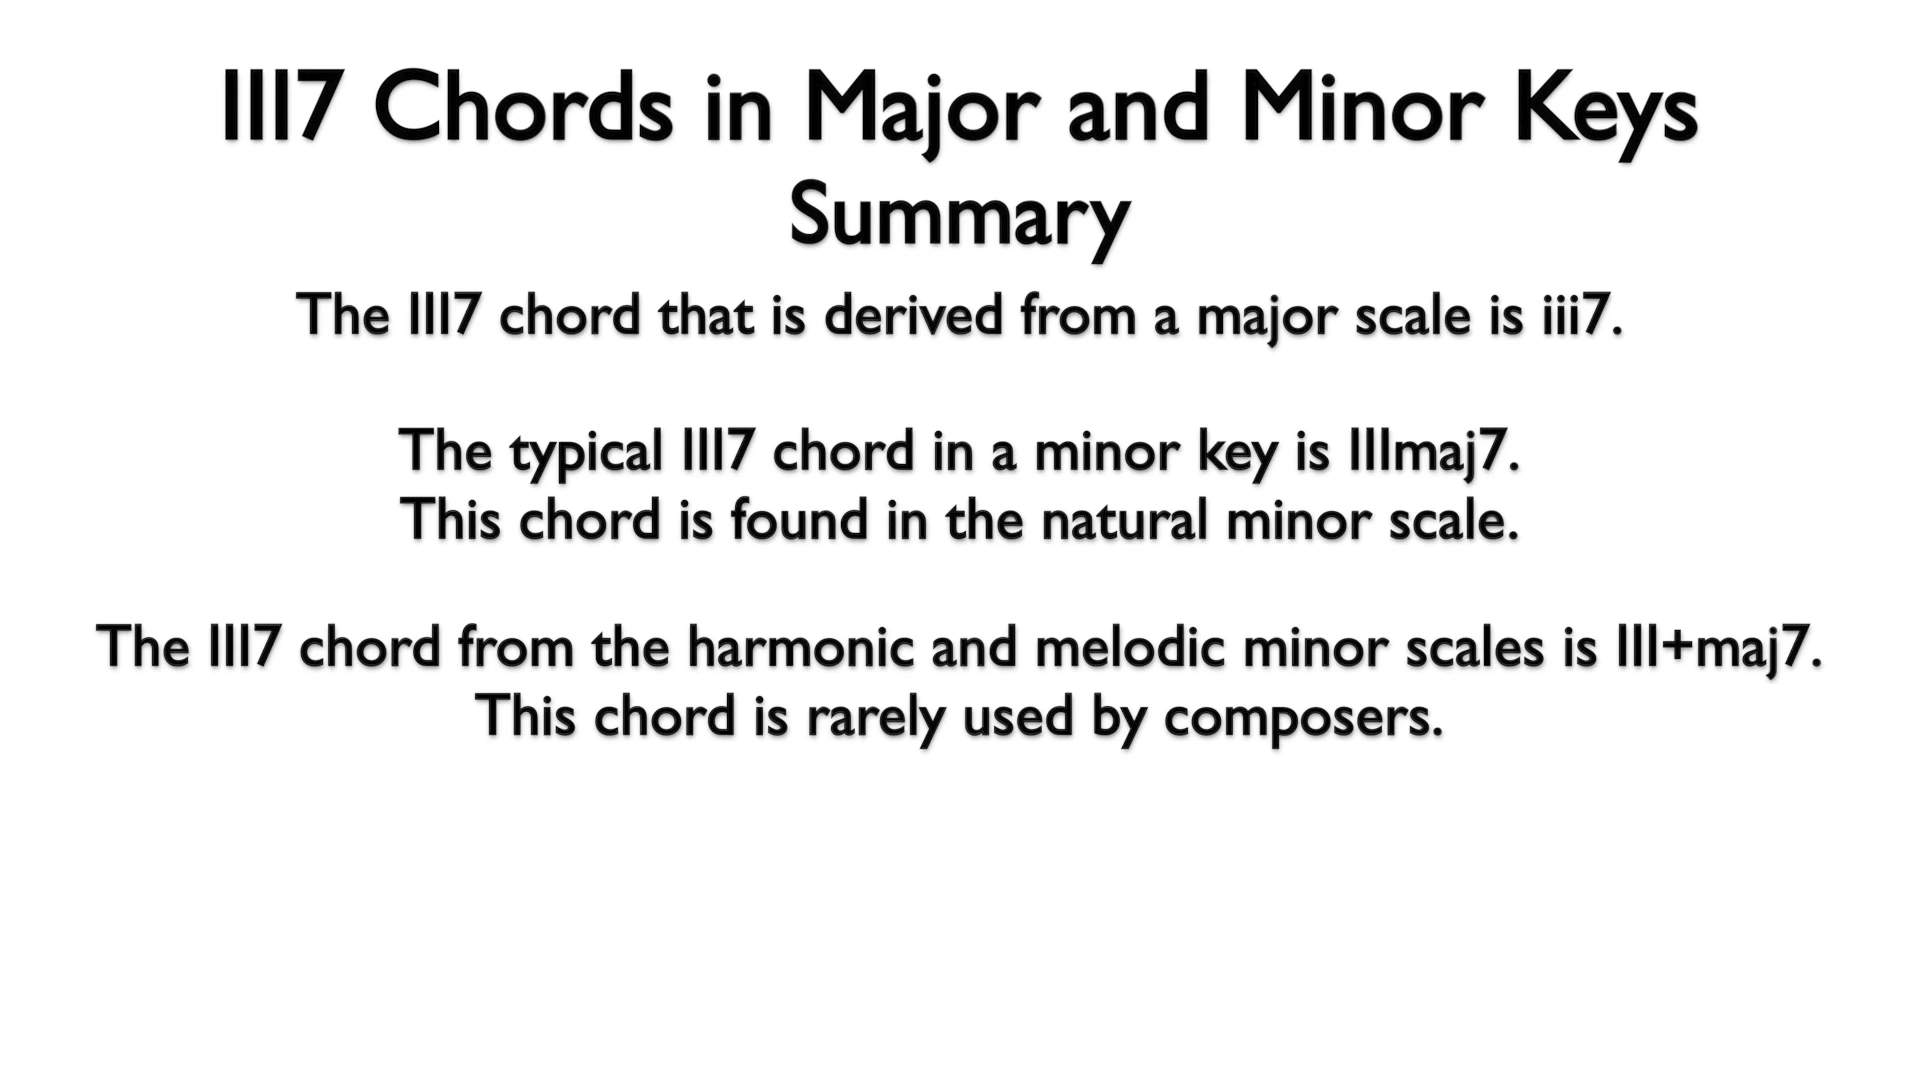 III7 Chords in Major and Minor Keys
Summary
The III7 chord that is derived from a major scale is iii7.
The typical III7 chord in a minor key is IIImaj7.
This chord is found in the natural minor scale.
The III7 chord from the harmonic and melodic minor scales is III+maj7.
This chord is rarely used by composers.